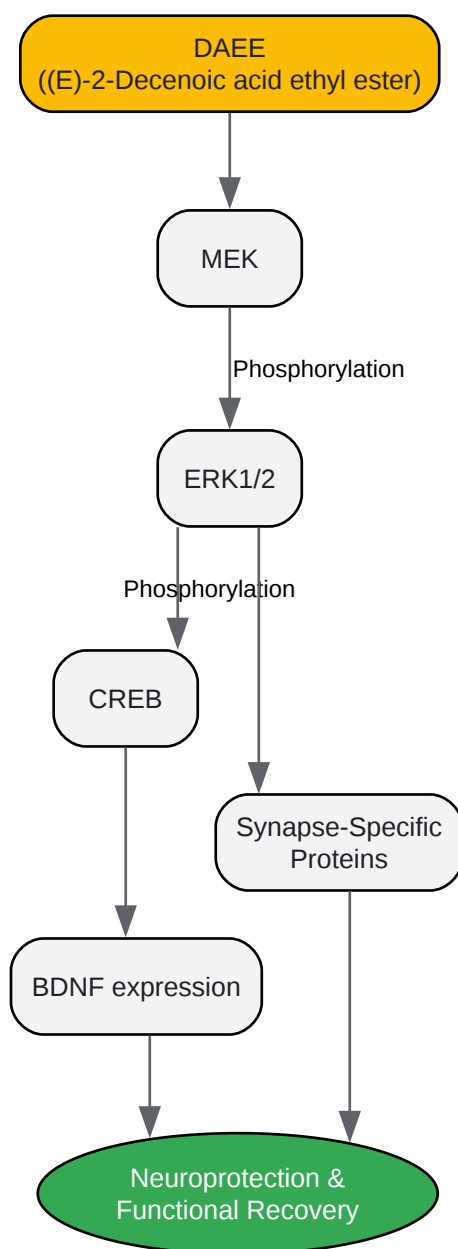 DAEE
((E)-2-Decenoic acid ethyl ester)
MEK
Phosphorylation
ERK1/2
Phosphorylation
CREB
Synapse-Specific
Proteins
BDNF expression
Neuroprotection &
Functional Recovery